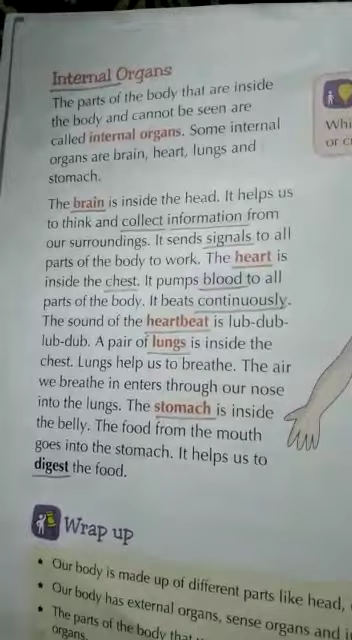 Internal Organs
The parts of the body that are inside
the body and cannot be seen are
called internal organs. Some internal
organs are brain, heart, lungs and
stomach.
The brain is inside the head. It helps us
to think and collect information from
our surroundings. It sends signals to all
parts of the body to work. The heart is
inside the chest. It pumps blood to all
parts of the body. It beats continuously.
The sound of the heartbeat is lub-dub-
lub-dub. A pair of lungs is inside the
chest. Lungs help us to breathe. The air
we breathe in enters through our nose
into the lungs. The stomach is inside
the belly. The food from the mouth
goes into the stomach. It helps us to
digest the food.
or
Wrap up
• Our body is made up of different parts like head,
• Our body has external organs, sense organs and
• The parts of the body that
organs.